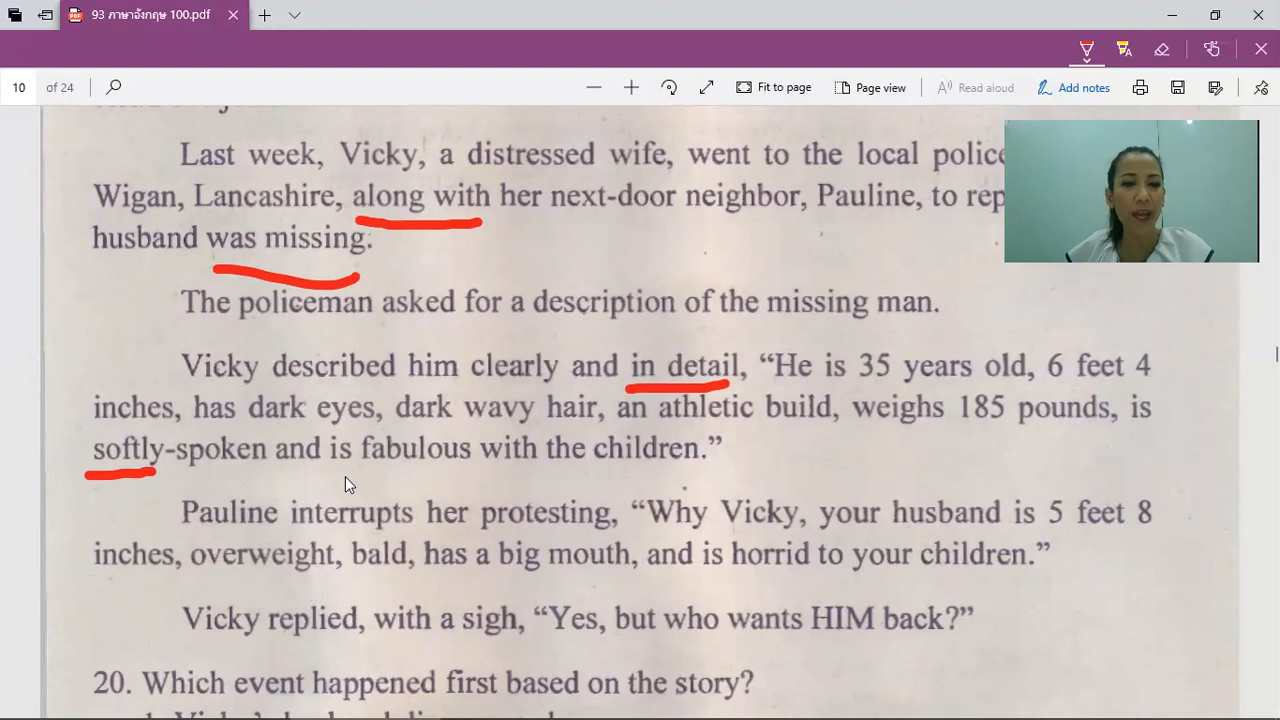 93 ภาษาอังกฤษ 100.pdf
10 of 24
Fit to page
Page view
Read aloud
Add notes
Last week, Vicky, a distressed wife, went to the local police
Wigan, Lancashire, along with her next-door neighbor, Pauline, to rep
husband was missing.
The policeman asked for a description of the missing man.
Vicky described him clearly and in detail, “He is 35 years old, 6 feet 4
inches, has dark eyes, dark wavy hair, an athletic build, weighs 185 pounds, is
softly-spoken and is fabulous with the children.”
Pauline interrupts her protesting, “Why Vicky, your husband is 5 feet 8
inches, overweight, bald, has a big mouth, and is horrid to your children.”
Vicky replied, with a sigh, “Yes, but who wants HIM back?”
20. Which event happened first based on the story?